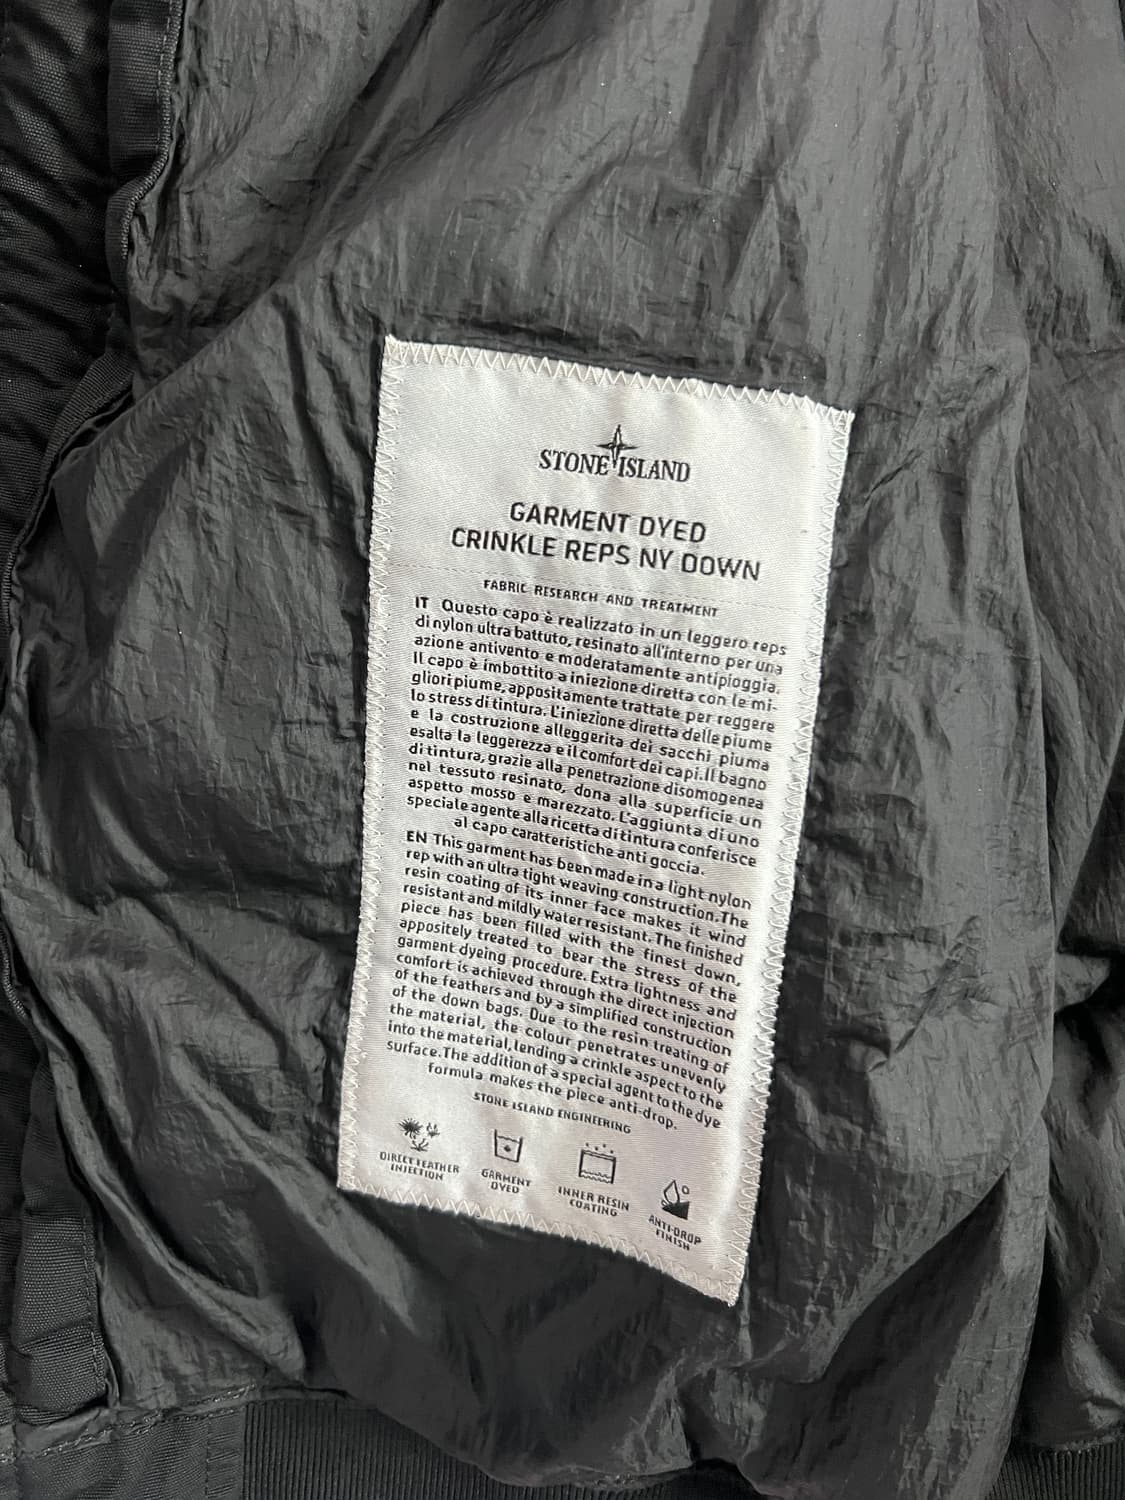 STONE ISLAND
GARMENT DYED
CRINKLE REPS NY DOWN
FABRIC RESEARCH AND TREATMENT
IT Questo capo è realizzato in un leggero reps
di nylon ultra battuto, resinato all'interno per una
azione antivento e moderatamente antipioggia.
Il capo è imbottito a iniezione diretta con le mi-
gliori piume, appositamente trattate per reggere
lo stress di tintura. L'iniezione diretta delle piume
e la costruzione alleggerita dei sacchi piuma
esalta la leggerezza e il comfort dei capi. Il bagno
di tintura, grazie alla penetrazione disomogenea
nel tessuto resinato, dona alla superficie un
aspetto mosso e marezzato. L'aggiunta di uno
speciale agente alla ricetta di tintura conferisce
al capo caratteristiche anti goccia.
EN This garment has been made in a light nylon
rep with an ultra tight weaving construction. The
resin coating of its inner face makes it wind
resistant and mildly water resistant. The finished
piece has been filled with the finest down,
appositely treated to bear the stress of the
garment dyeing procedure. Extra lightness and
comfort is achieved through the direct injection
of the feathers and by a simplified construction
of the down bags. Due to the resin treating of
the material, the colour penetrates unevenly
into the material, lending a crinkle aspect to the
surface. The addition of a special agent to the dye
formula makes the piece anti-drop.
STONE ISLAND ENGINEERING
DIRECT FEATHER
INJECTION
GARMENT
DYED
INNER RESIN
COATING
ANTI-DROP
FINISH